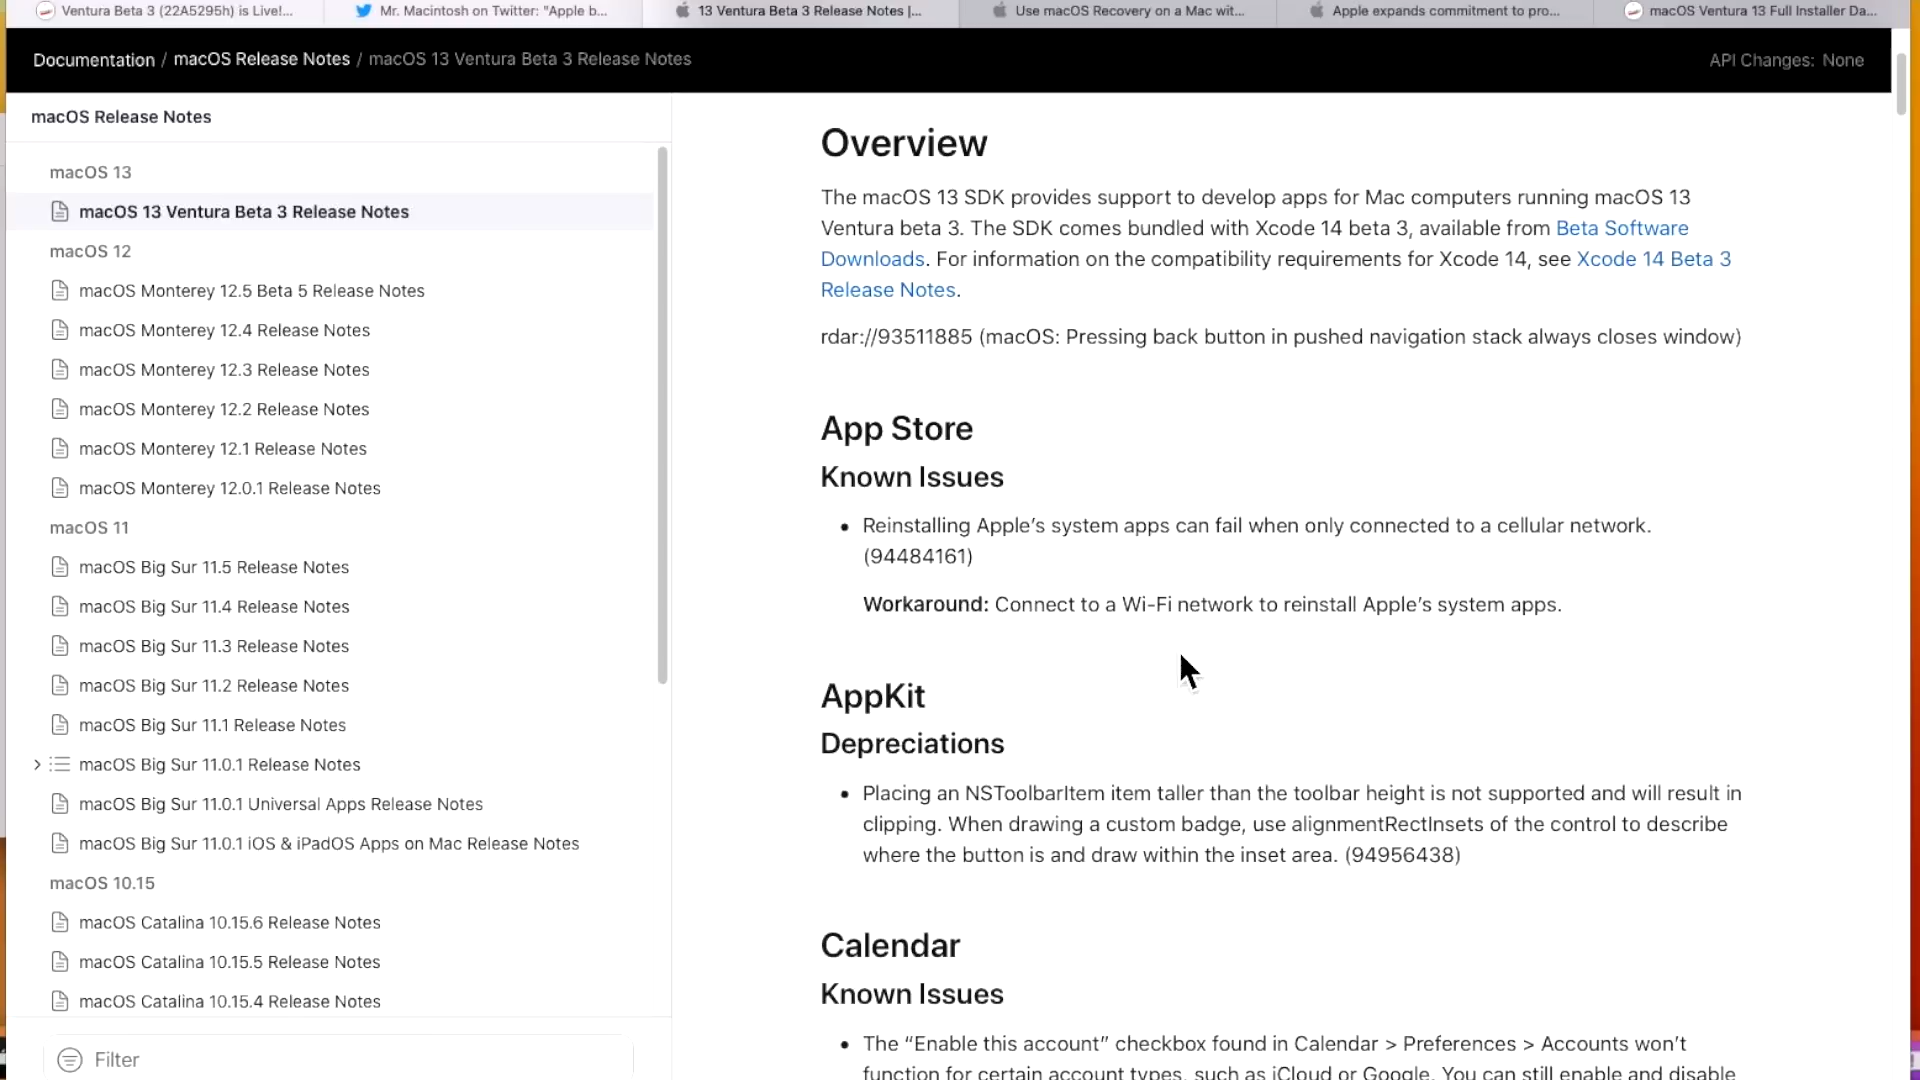 Ventura Beta 3 (22A5295h) is Live!...
Mr. Macintosh on Twitter: "Apple b...
13 Ventura Beta 3 Release Notes |...
Use macOS Recovery on a Mac wit...
Apple expands commitment to pro...
macOS Ventura 13 Full Installer Da...
Documentation / macOS Release Notes / macOS 13 Ventura Beta 3 Release Notes
API Changes: None
macOS Release Notes
macOS 13
macOS 13 Ventura Beta 3 Release Notes
macOS 12
macOS Monterey 12.5 Beta 5 Release Notes
macOS Monterey 12.4 Release Notes
macOS Monterey 12.3 Release Notes
macOS Monterey 12.2 Release Notes
macOS Monterey 12.1 Release Notes
macOS Monterey 12.0.1 Release Notes
macOS 11
macOS Big Sur 11.5 Release Notes
macOS Big Sur 11.4 Release Notes
macOS Big Sur 11.3 Release Notes
macOS Big Sur 11.2 Release Notes
macOS Big Sur 11.1 Release Notes
macOS Big Sur 11.0.1 Release Notes
macOS Big Sur 11.0.1 Universal Apps Release Notes
macOS Big Sur 11.0.1 iOS & iPadOS Apps on Mac Release Notes
macOS 10.15
macOS Catalina 10.15.6 Release Notes
macOS Catalina 10.15.5 Release Notes
macOS Catalina 10.15.4 Release Notes
Filter
Overview
The macOS 13 SDK provides support to develop apps for Mac computers running macOS 13
Ventura beta 3. The SDK comes bundled with Xcode 14 beta 3, available from Beta Software
Downloads. For information on the compatibility requirements for Xcode 14, see Xcode 14 Beta 3
Release Notes.
rdar://93511885 (macOS: Pressing back button in pushed navigation stack always closes window)
App Store
Known Issues
• Reinstalling Apple’s system apps can fail when only connected to a cellular network.
(94484161)
Workaround: Connect to a Wi-Fi network to reinstall Apple’s system apps.
AppKit
Depreciations
• Placing an NSToolbarItem item taller than the toolbar height is not supported and will result in
clipping. When drawing a custom badge, use alignmentRectInsets of the control to describe
where the button is and draw within the inset area. (94956438)
Calendar
Known Issues
• The “Enable this account” checkbox found in Calendar > Preferences > Accounts won’t
function for certain account types, such as iCloud or Google. You can still enable and disable